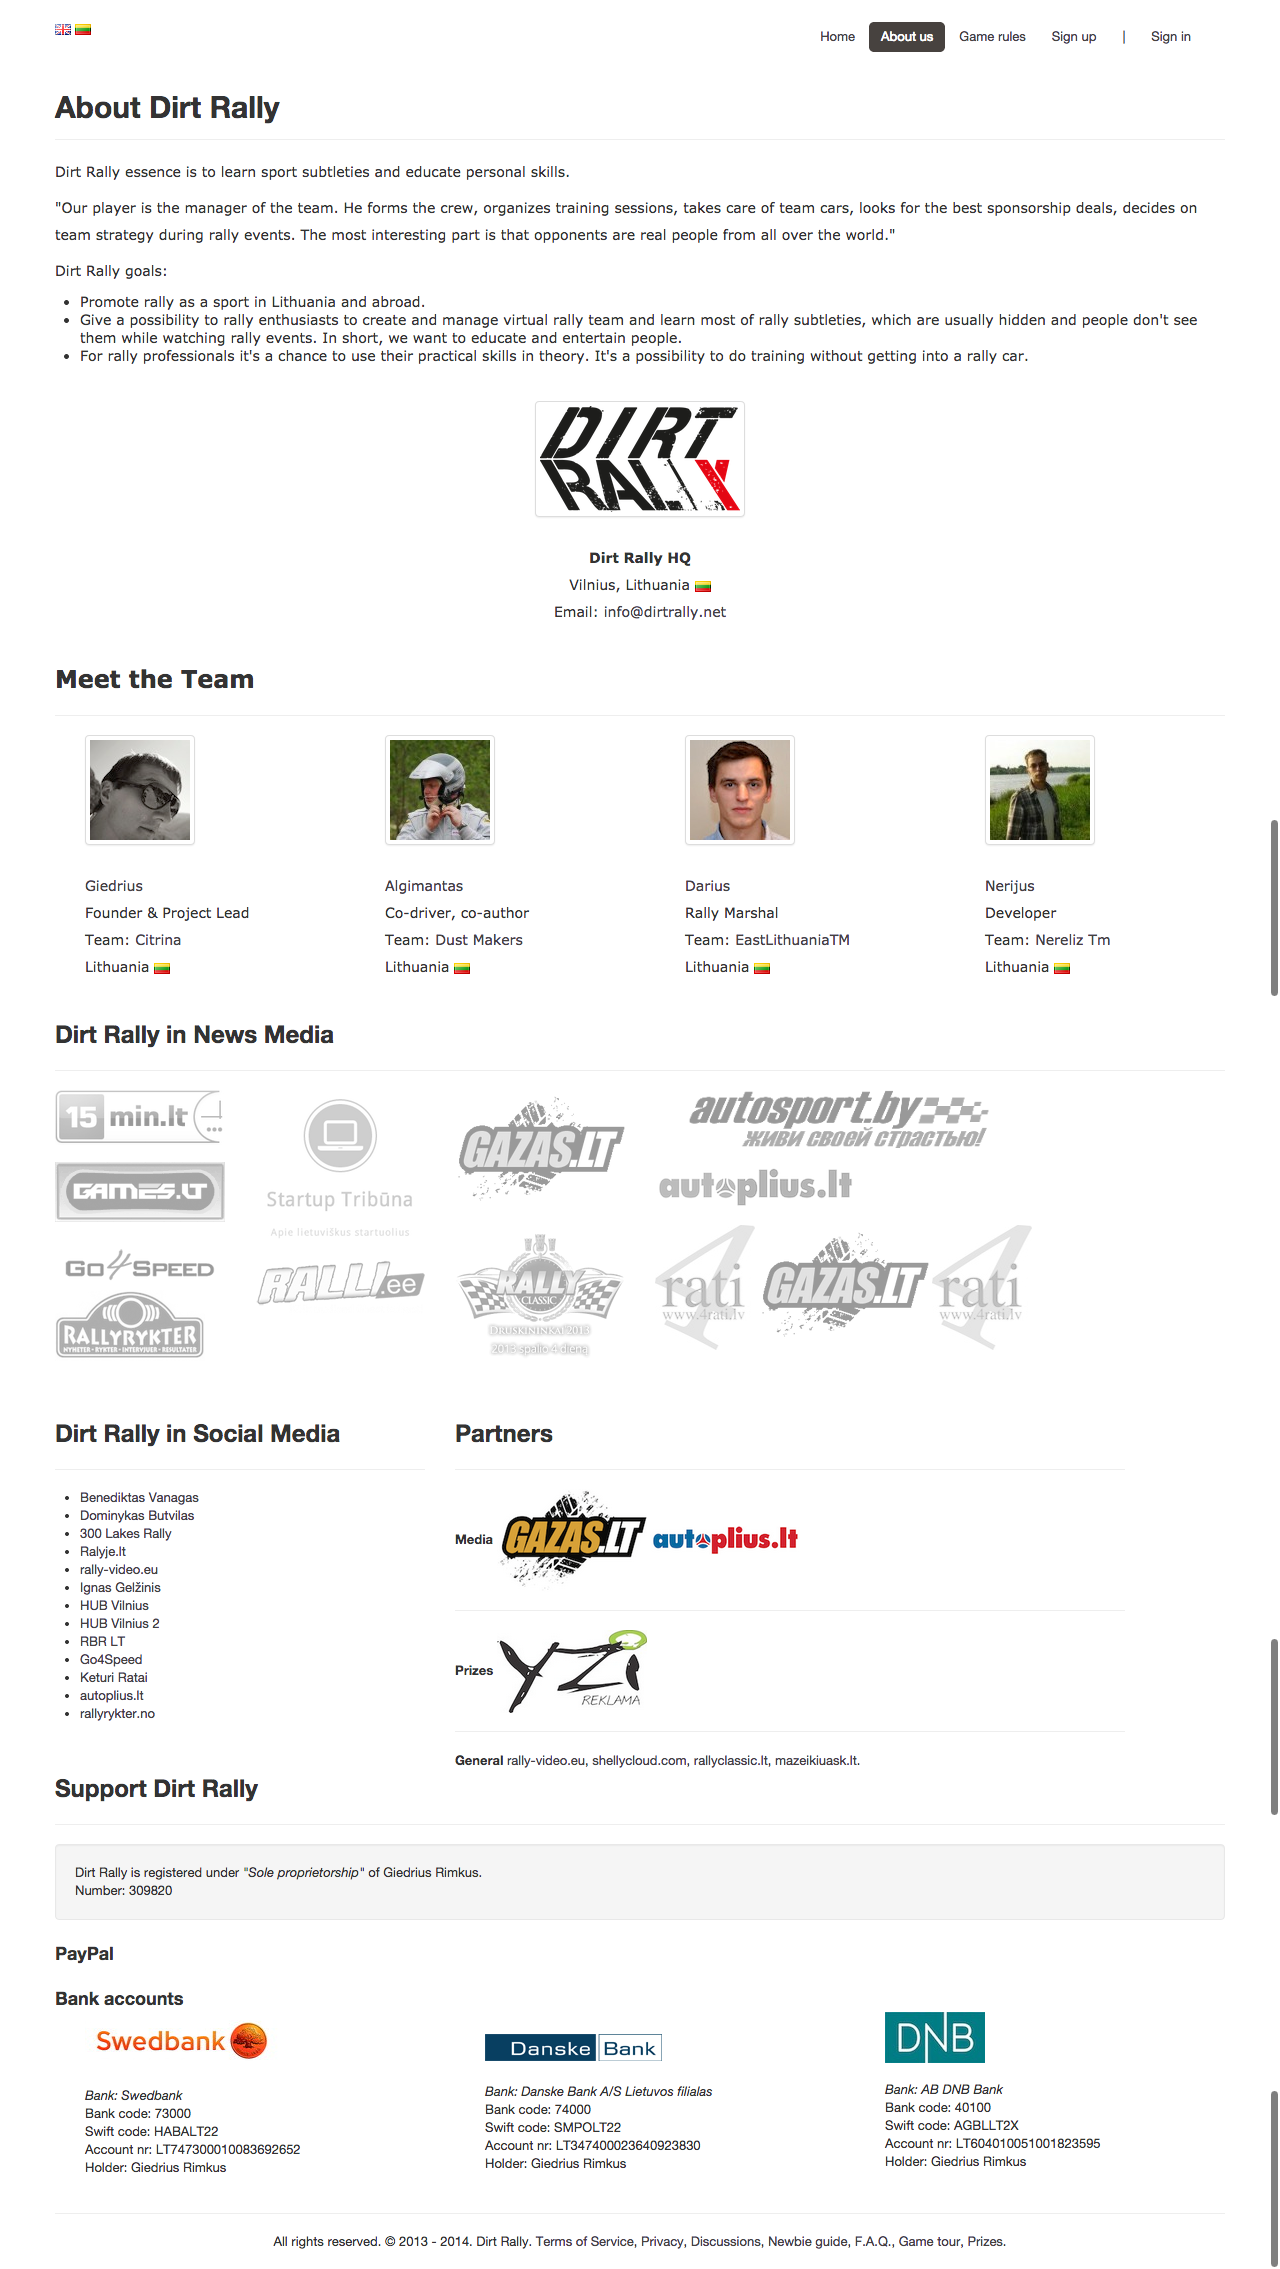 Home
About us
Game rules
Sign up
|
Sign in
About Dirt Rally
Dirt Rally essence is to learn sport subtleties and educate personal skills.
"Our player is the manager of the team. He forms the crew, organizes training sessions, takes care of team cars, looks for the best sponsorship deals, decides on
team strategy during rally events. The most interesting part is that opponents are real people from all over the world."
Dirt Rally goals:
• Promote rally as a sport in Lithuania and abroad.
• Give a possibility to rally enthusiasts to create and manage virtual rally team and learn most of rally subtleties, which are usually hidden and people don't see
them while watching rally events. In short, we want to educate and entertain people.
• For rally professionals it's a chance to use their practical skills in theory. It's a possibility to do training without getting into a rally car.
DIRT
RALLY
Dirt Rally HQ
Vilnius, Lithuania
Email: info@dirtrally.net
Meet the Team
Giedrius
Founder & Project Lead
Team: Citrina
Lithuania
Algimantas
Co-driver, co-author
Team: Dust Makers
Lithuania
Darius
Rally Marshal
Team: EastLithuaniaTM
Lithuania
Nerijus
Developer
Team: Nereliz Tm
Lithuania
Dirt Rally in News Media
15 min.lt
GAMES.LT
GO4SPEED
RALLYRYKTER
NYHETER · RYKTER · INTERVJUER · RESULTATER
Startup Tribūna
Apie lietuviškus startuolius
RALLI.ee
GAZAS.LT
RALLY
CLASSIC
DRUSKININKAI 2013
2013 spalio 4 dieną
autosport.by
живи своей страстью!
autoplius.lt
4 rati
www.4rati.lv
GAZAS.LT
4 rati
www.4rati.lv
Dirt Rally in Social Media
• Benediktas Vanagas
• Dominykas Butvilas
• 300 Lakes Rally
• Ralyje.lt
• rally-video.eu
• Ignas Gelžinis
• HUB Vilnius
• HUB Vilnius 2
• RBR LT
• Go4Speed
• Keturi Ratai
• autoplius.lt
• rallyrykter.no
Partners
Media
GAZAS.LT
autoplius.lt
Prizes
YZI
REKLAMA
General rally-video.eu, shellycloud.com, rallyclassic.lt, mazeikiuask.lt.
Support Dirt Rally
Dirt Rally is registered under "Sole proprietorship" of Giedrius Rimkus.
Number: 309820
PayPal
Bank accounts
Swedbank
Bank: Swedbank
Bank code: 73000
Swift code: HABALT22
Account nr: LT747300010083692652
Holder: Giedrius Rimkus
Danske Bank
Bank: Danske Bank A/S Lietuvos filialas
Bank code: 74000
Swift code: SMPOLT22
Account nr: LT347400023640923830
Holder: Giedrius Rimkus
DNB
Bank: AB DNB Bank
Bank code: 40100
Swift code: AGBLLT2X
Account nr: LT604010051001823595
Holder: Giedrius Rimkus
All rights reserved. © 2013 - 2014. Dirt Rally. Terms of Service, Privacy, Discussions, Newbie guide, F.A.Q., Game tour, Prizes.